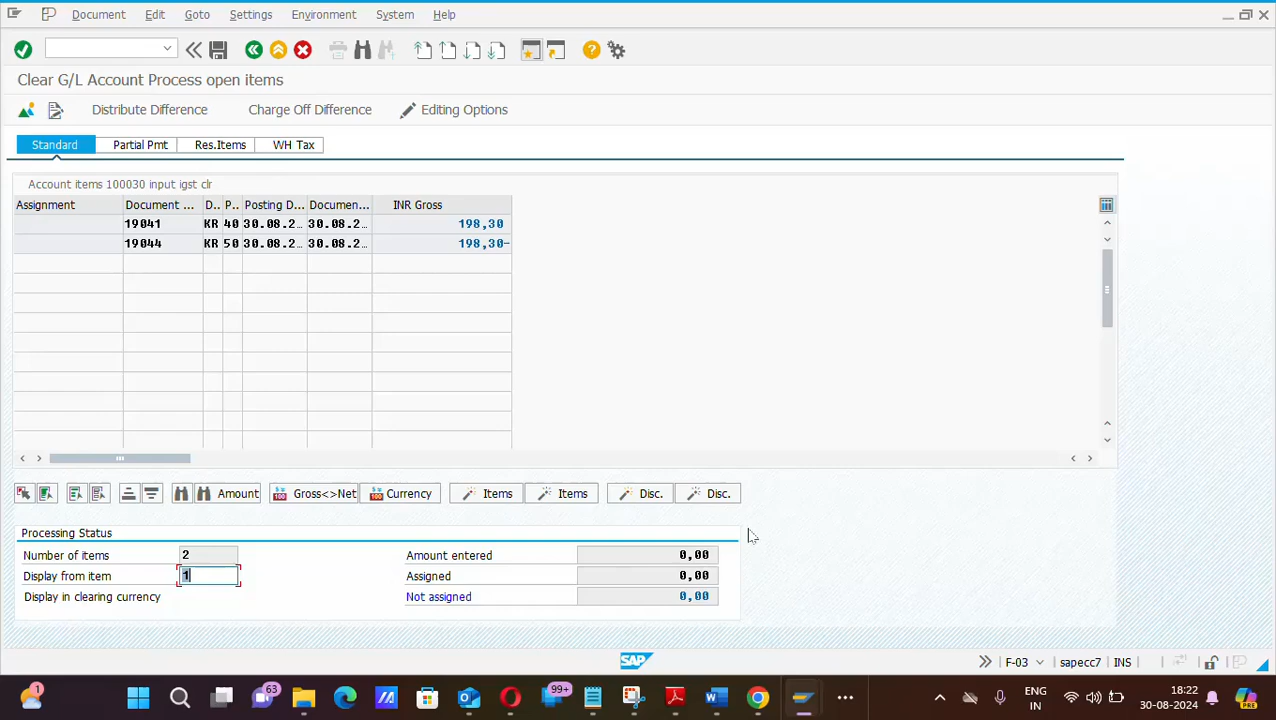 Document Edit Goto Settings Environment System Help
Clear G/L Account Process open items
Distribute Difference Charge Off Difference Editing Options
Standard Partial Pmt Res.Items WH Tax
Account items 100030 input igst clr
Assignment Document ... D.. P.. Posting D... Documen... INR Gross
19041 KR 40 30.08.2... 30.08.2... 198,30
19044 KR 50 30.08.2... 30.08.2... 198,30-
Amount Gross<>Net Currency Items Items Disc. Disc.
Processing Status
Number of items 2 Amount entered 0,00
Display from item 1 Assigned 0,00
Display in clearing currency Not assigned 0,00
SAP F-03 sapecc7 INS
1 63 99+ ENG IN 18:22 30-08-2024 PRE